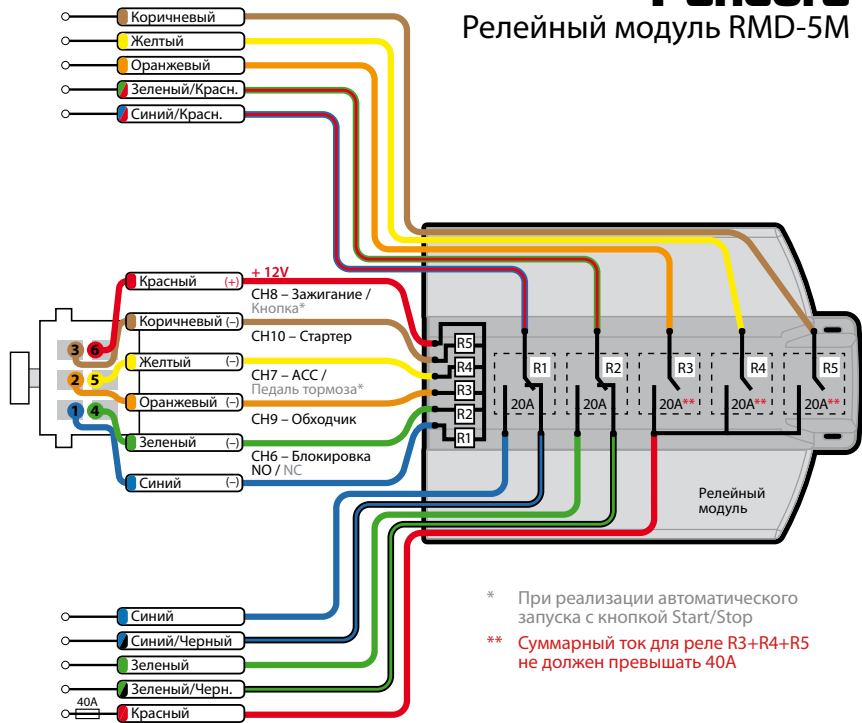 Релейный модуль RMD-5M
Коричневый
Желтый
Оранжевый
Зеленый/Красн.
Синий/Красн.
Красный (+)
+ 12V
CH8 – Зажигание /
Кнопка*
Коричневый (–)
CH10 – Стартер
Желтый (–)
CH7 – ACC /
Педаль тормоза*
Оранжевый (–)
CH9 – Обходчик
Зеленый (–)
CH6 – Блокировка
NO / NC
Синий (–)
3 6
2 5
1 4
R5
R4
R3
R2
R1
R1 R2 R3 R4 R5
20A 20A 20A** 20A** 20A**
Релейный
модуль
Синий
Синий/Черный
Зеленый
Зеленый/Черн.
40A
Красный
* При реализации автоматического
запуска с кнопкой Start/Stop
** Суммарный ток для реле R3+R4+R5
не должен превышать 40A